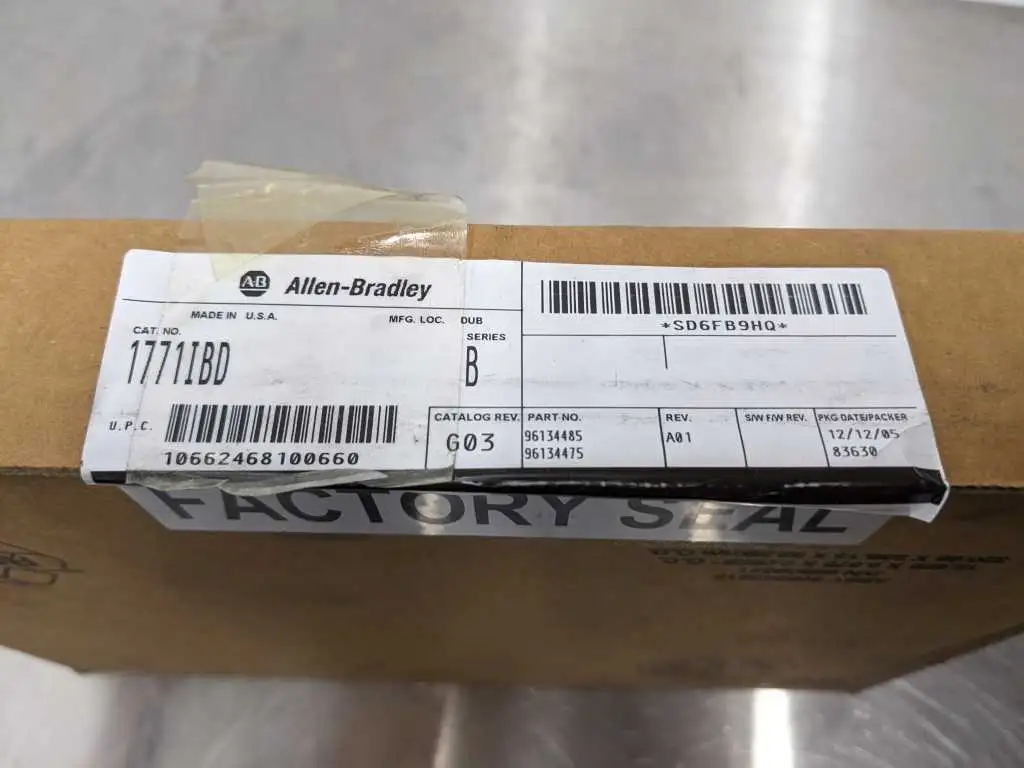 AB Allen-Bradley
MADE IN U.S.A.
MFG. LOC. DUB
CAT. NO.
1771IBD
SERIES
B
U.P.C.
10662468100660
CATALOG REV.
G03
*SD6FB9HQ*
PART NO.
96134485
96134475
REV.
A01
S/W F/W REV.
PKG DATE/PACKER
12/12/05
83630
FACTORY SEAL